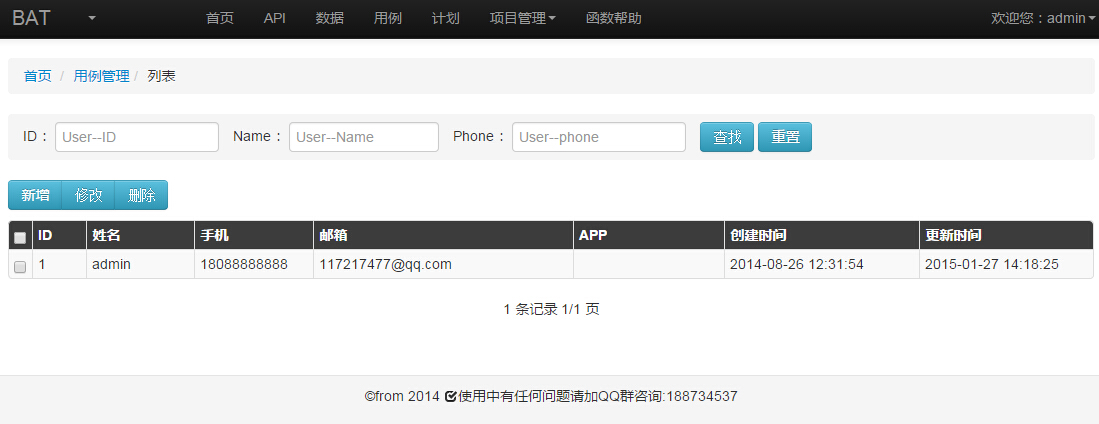 BAT 首页 API 数据 用例 计划 项目管理 函数帮助 欢迎您：admin
首页 / 用例管理 / 列表
ID： User--ID Name： User--Name Phone： User--phone 查找 重置
新增 修改 删除
ID 姓名 手机 邮箱 APP 创建时间 更新时间
1 admin 18088888888 117217477@qq.com 2014-08-26 12:31:54 2015-01-27 14:18:25
1 条记录 1/1 页
©from 2014 使用中有任何问题请加QQ群咨询:188734537